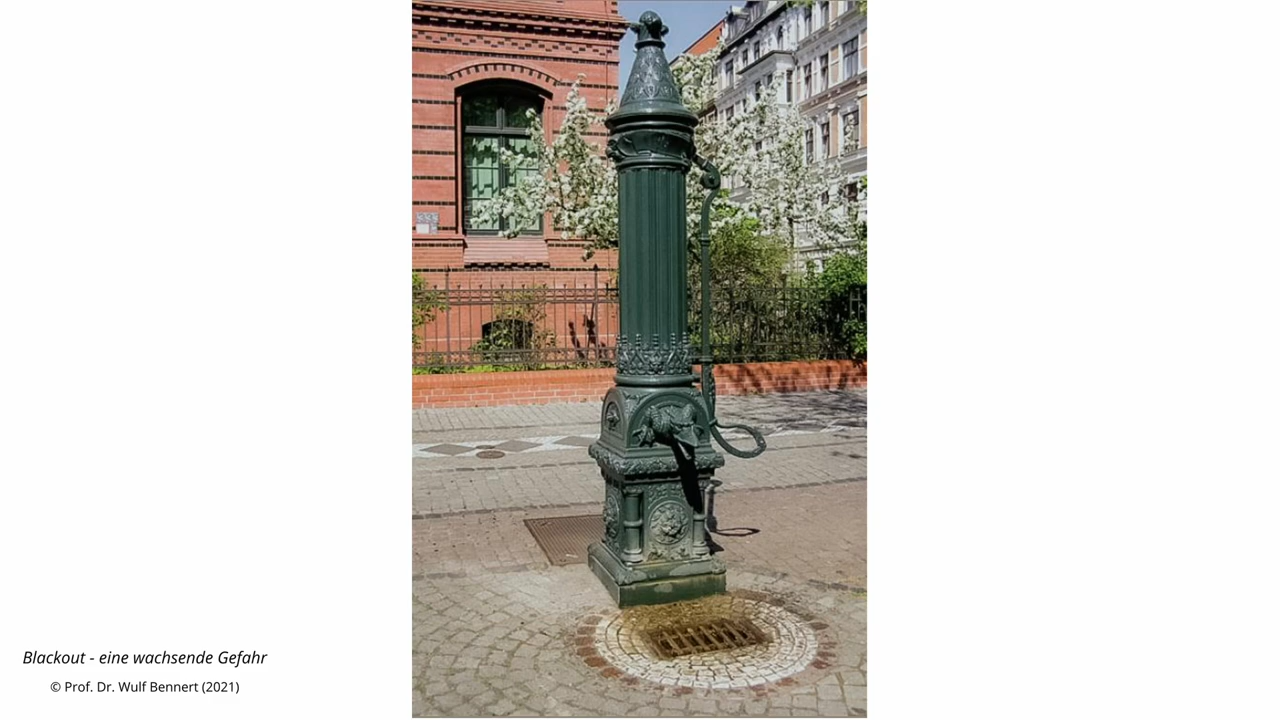 Blackout - eine wachsende Gefahr
© Prof. Dr. Wulf Bennert (2021)